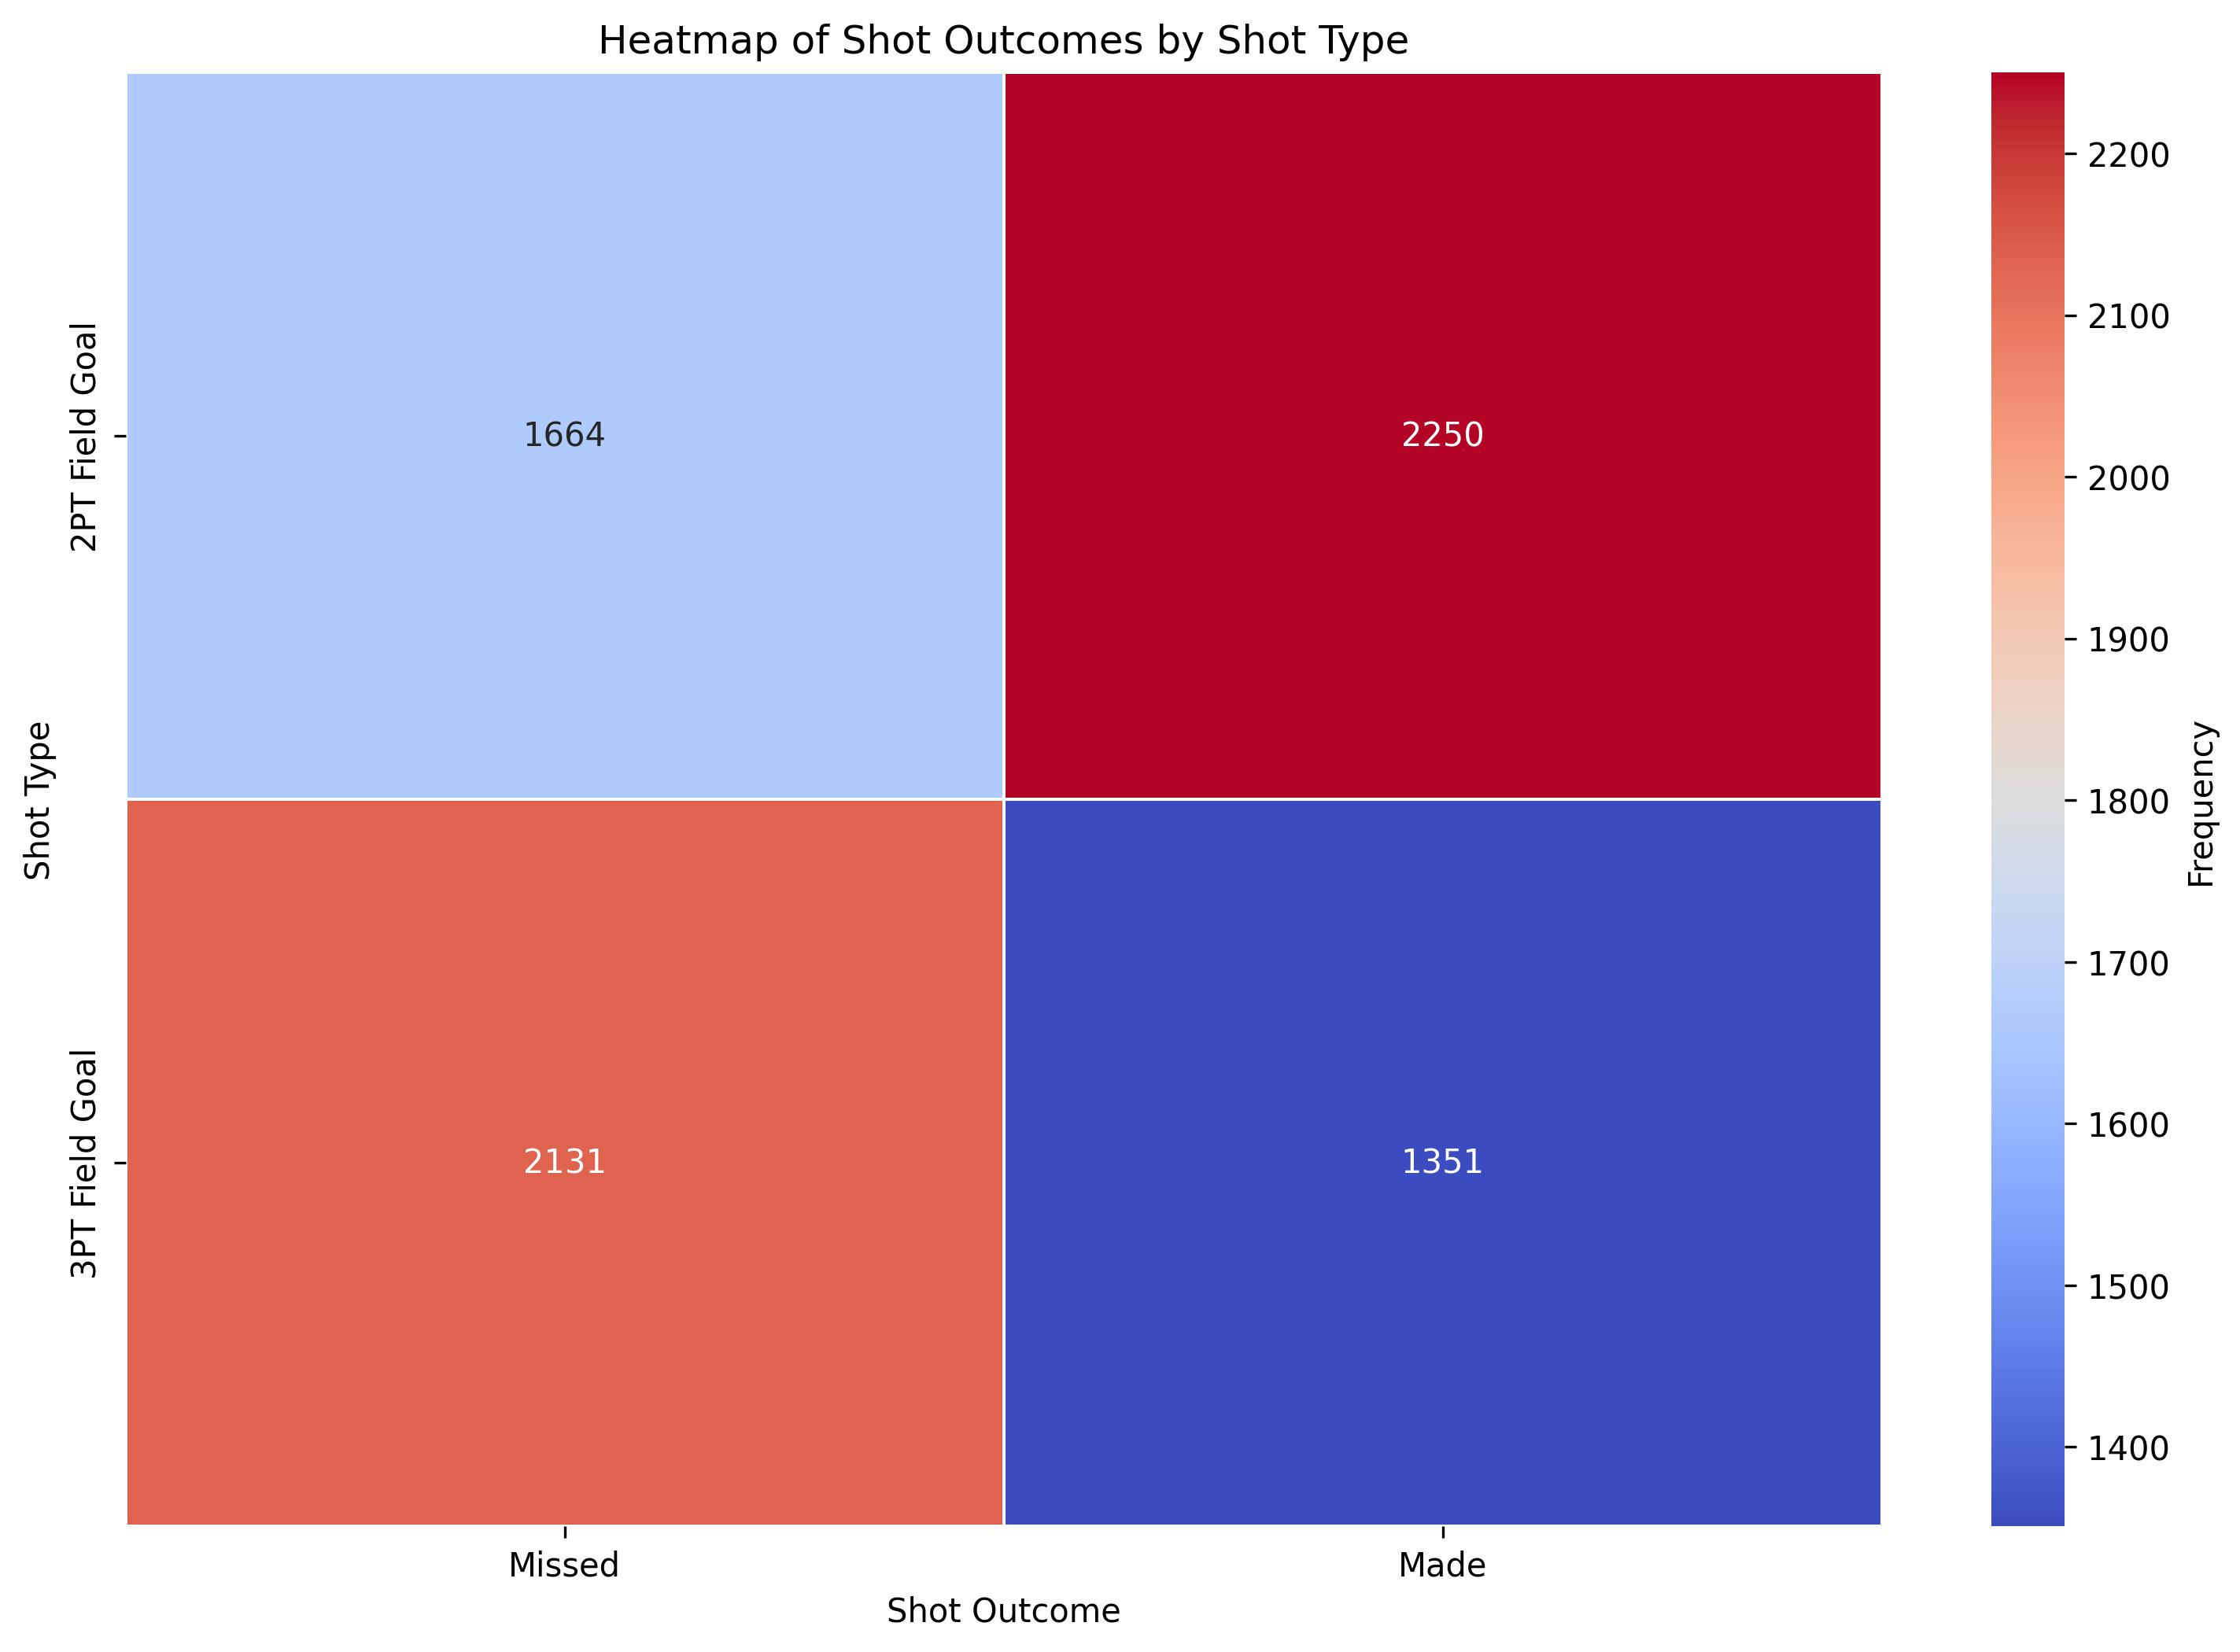 Heatmap of Shot Outcomes by Shot Type
Shot Type
2PT Field Goal
3PT Field Goal
1664
2250
2131
1351
Missed
Made
Shot Outcome
2200
2100
2000
1900
1800
1700
1600
1500
1400
Frequency